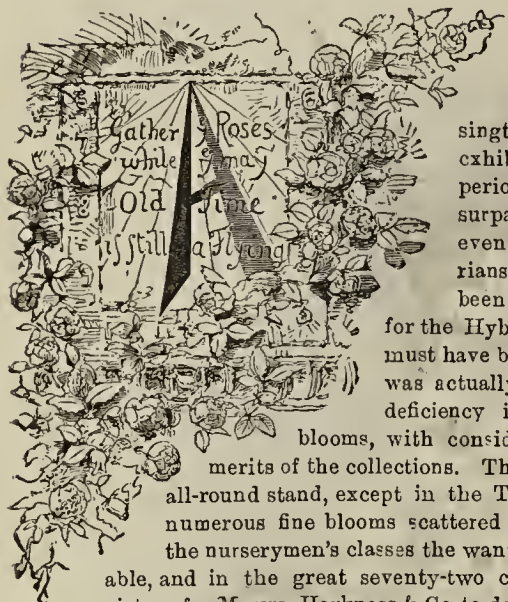 Gather y Roses
while y may
Old Time
is still a Flying
singt
exhib
perio
surpa
even
rians
been
for the Hyb
must have b
was actually
deficiency i
blooms, with consid
merits of the collections. Th
all-round stand, except in the T
numerous fine blooms scattered
the nurserymen's classes the want
able, and in the great seventy-two c